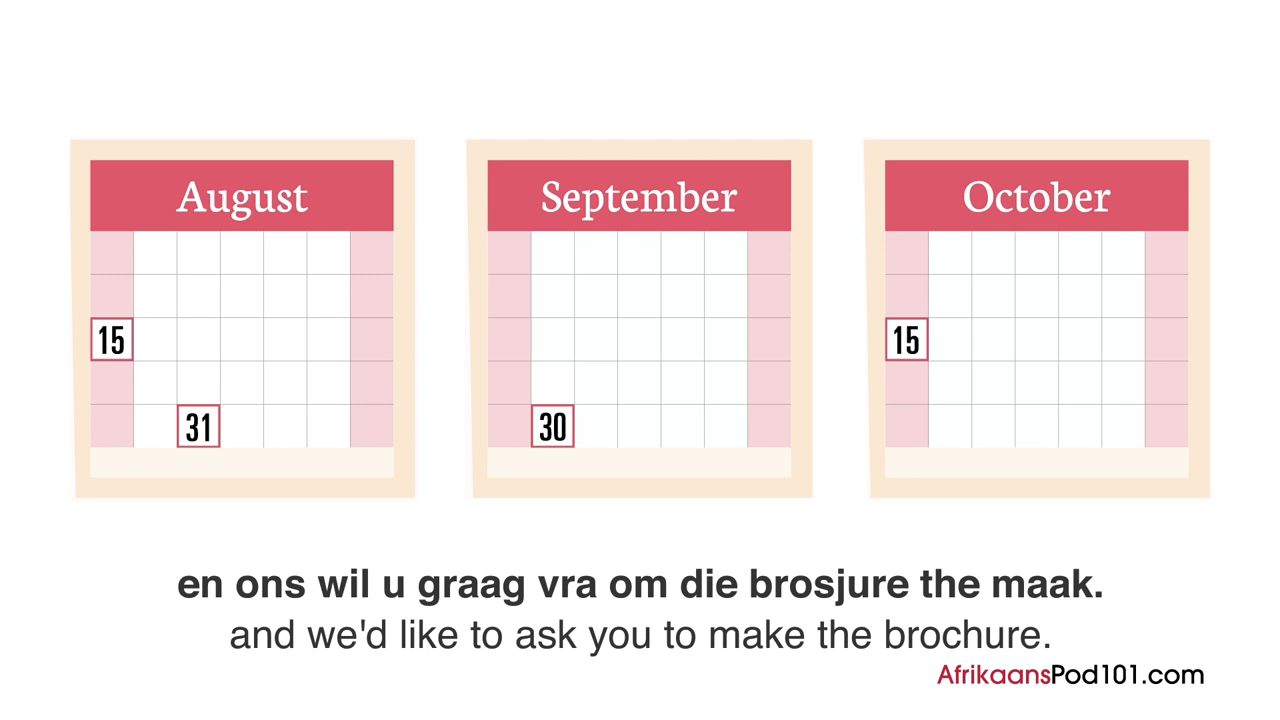 August
September
October
15
15
31
30
en ons wil u graag vra om die brosjure the maak.
and we'd like to ask you to make the brochure.
AfrikaansPod101.com